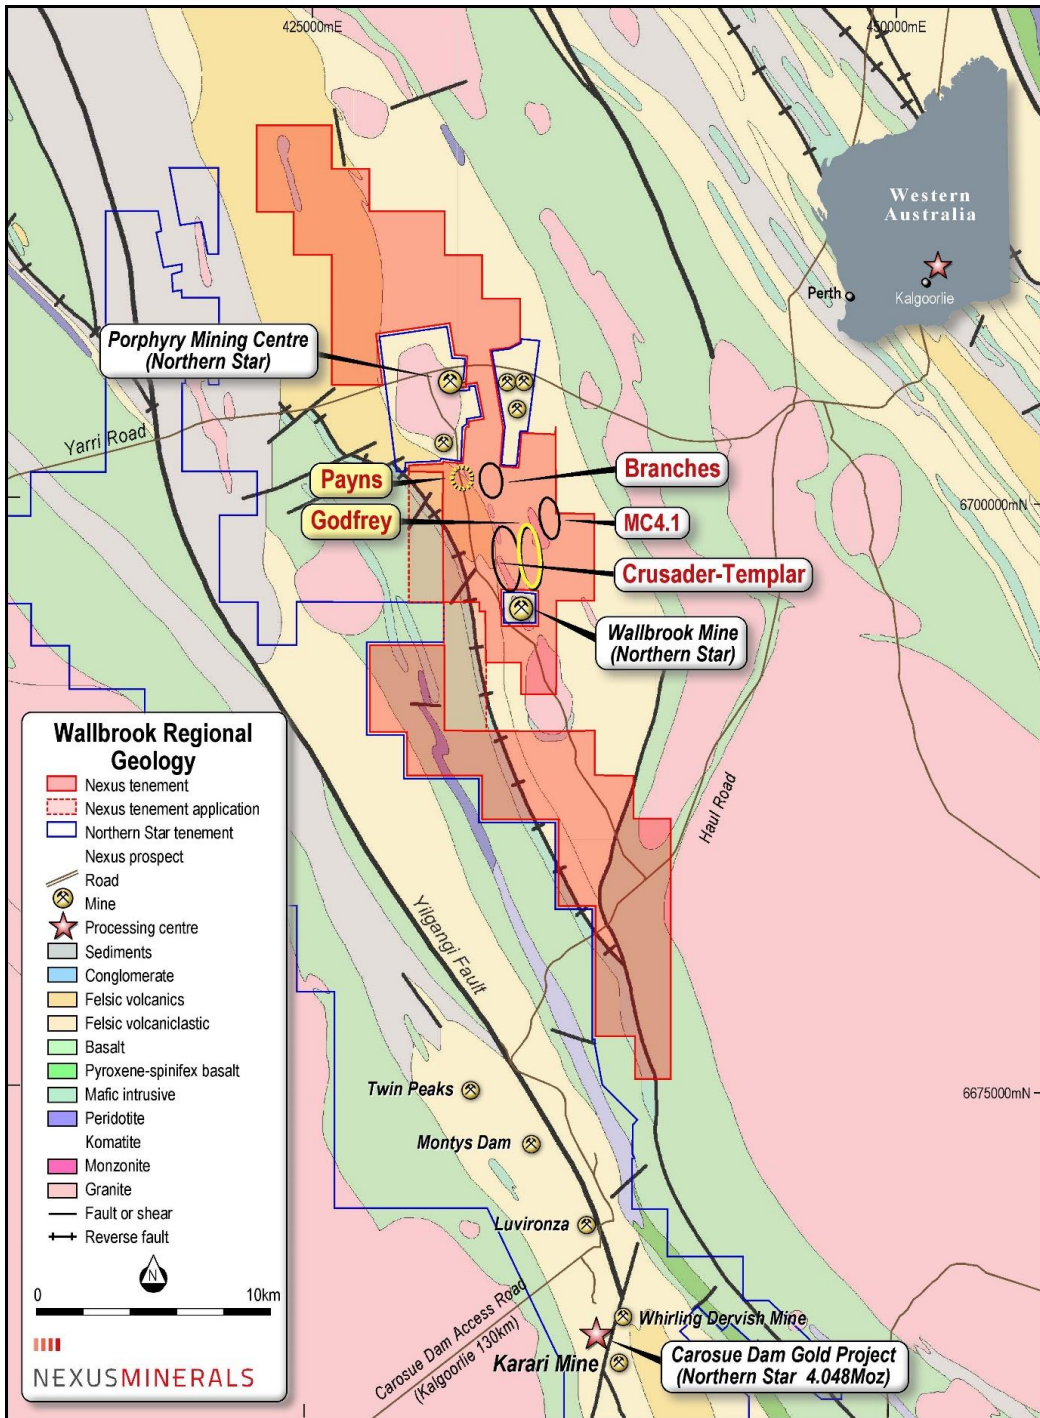 425000mE
450000mE
Western
Australia
Perth
Kalgoorlie
Porphyry Mining Centre
(Northern Star)
Yarri Road
Payns
Branches
6700000mN
Godfrey
MC4.1
Crusader-Templar
Wallbrook Mine
(Northern Star)
Haul Road
Yilgangi Fault
6675000mN
Twin Peaks
Montys Dam
Luvironza
Carosue Dam Access Road
(Kalgoorlie 130km)
Whirling Dervish Mine
Karari Mine
Carosue Dam Gold Project
(Northern Star 4.048Moz)
Wallbrook Regional
Geology
Nexus tenement
Nexus tenement application
Northern Star tenement
Nexus prospect
Road
Mine
Processing centre
Sediments
Conglomerate
Felsic volcanics
Felsic volcaniclastic
Basalt
Pyroxene-spinifex basalt
Mafic intrusive
Peridotite
Komatite
Monzonite
Granite
Fault or shear
Reverse fault
N
0 10km
NEXUSMINERALS